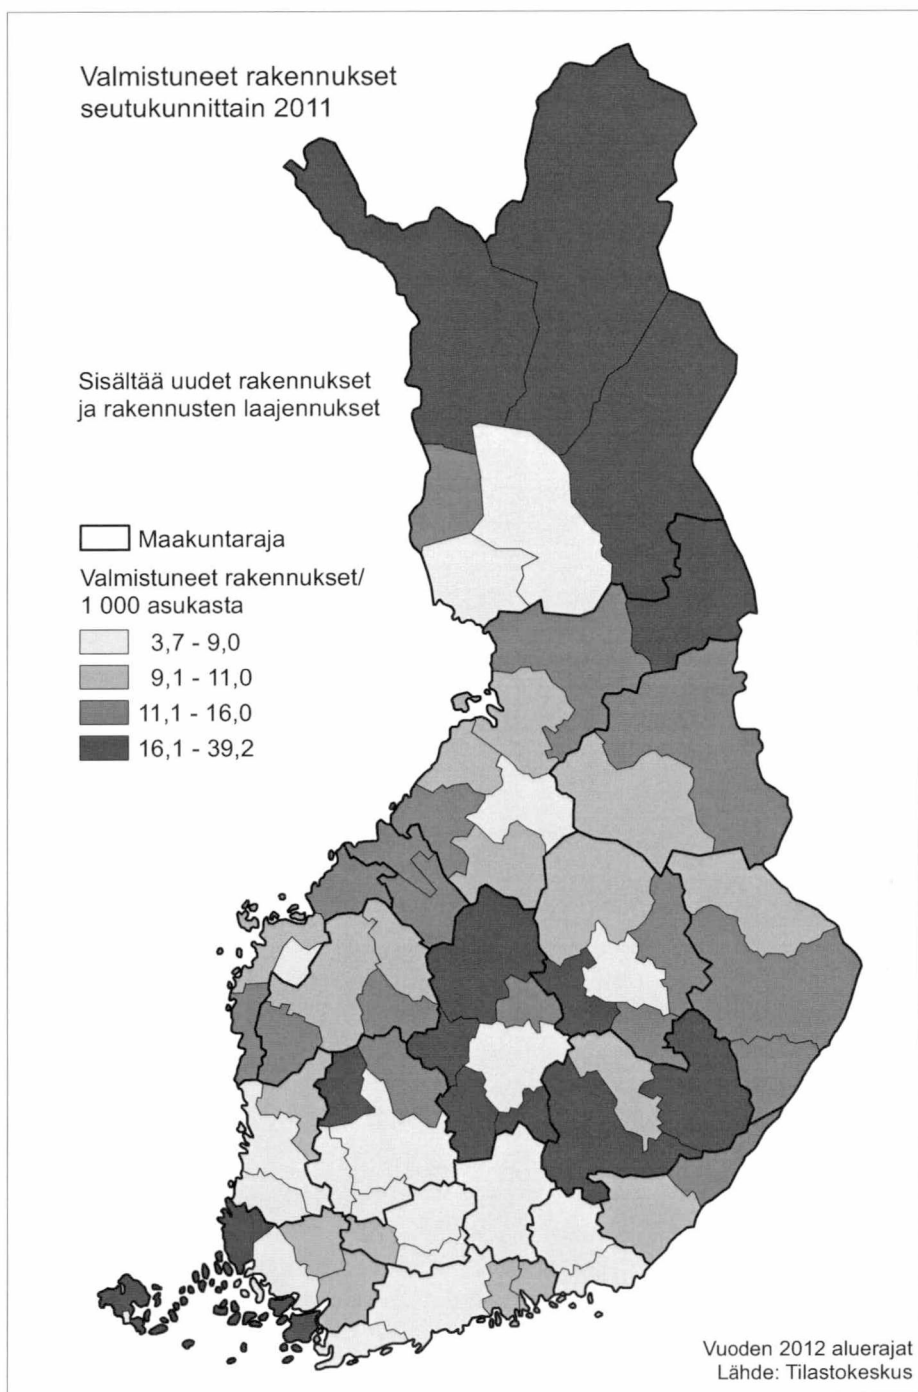 Valmistuneet rakennukset
seutukunnittain 2011
Sisältää uudet rakennukset
ja rakennusten laajennukset
Maakuntaraja
Valmistuneet rakennukset/
1 000 asukasta
3,7 - 9,0
9,1 - 11,0
11,1 - 16,0
16,1 - 39,2
Vuoden 2012 aluerajat
Lähde: Tilastokeskus